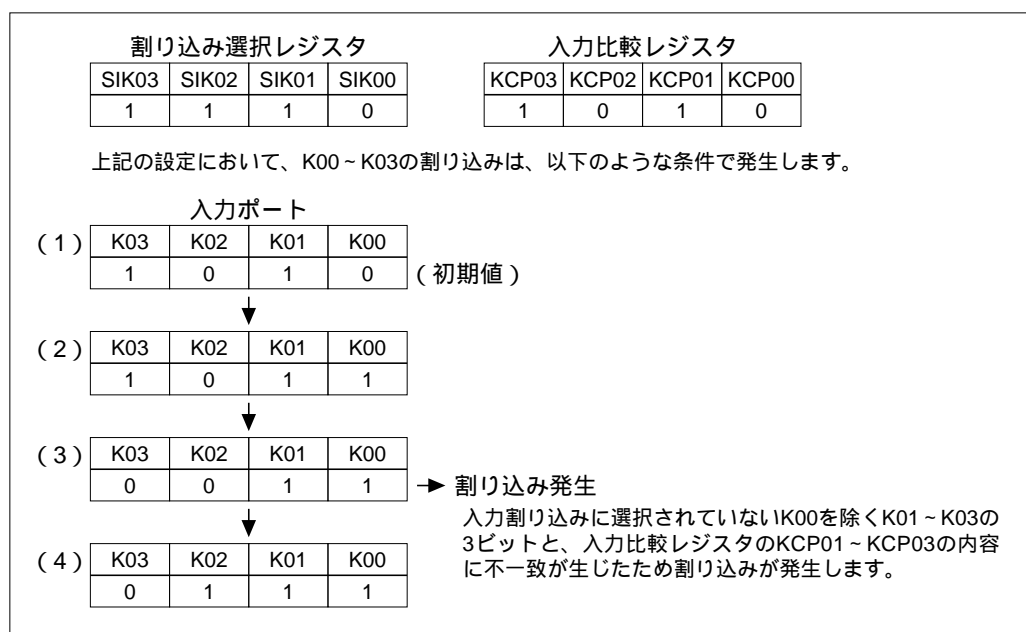 割り込み選択レジスタ
SIK03 SIK02 SIK01 SIK00
1 1 1 0
入力比較レジスタ
KCP03 KCP02 KCP01 KCP00
1 0 1 0
上記の設定において、K00~K03の割り込みは、以下のような条件で発生します。
入力ポート
(1) K03 K02 K01 K00
1 0 1 0 (初期値)
(2) K03 K02 K01 K00
1 0 1 1
(3) K03 K02 K01 K00
0 0 1 1 割り込み発生
入力割り込みに選択されていないK00を除くK01~K03の
3ビットと、入力比較レジスタのKCP01~KCP03の内容
に不一致が生じたため割り込みが発生します。
(4) K03 K02 K01 K00
0 1 1 1